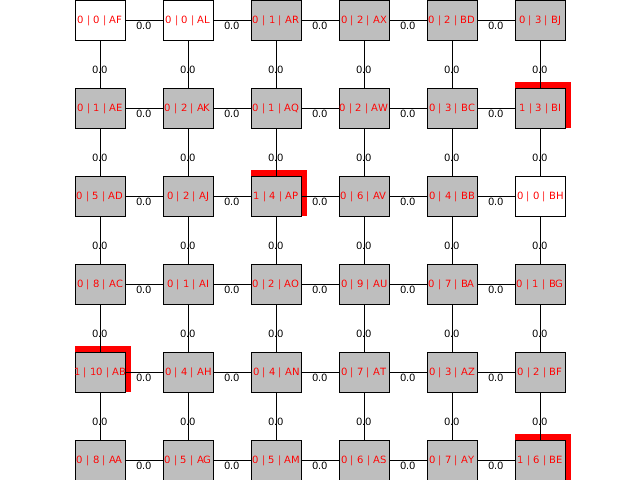 0 | 0 | AF 0.0 0 | 0 | AL 0.0 0 | 1 | AR 0.0 0 | 2 | AX 0.0 0 | 2 | BD 0.0 0 | 3 | BJ
0.0 0.0 0.0 0.0 0.0 0.0
0 | 1 | AE 0.0 0 | 2 | AK 0.0 0 | 1 | AQ 0.0 0 | 2 | AW 0.0 0 | 3 | BC 0.0 1 | 3 | BI
0.0 0.0 0.0 0.0 0.0 0.0
0 | 5 | AD 0.0 0 | 2 | AJ 0.0 1 | 4 | AP 0.0 0 | 6 | AV 0.0 0 | 4 | BB 0.0 0 | 0 | BH
0.0 0.0 0.0 0.0 0.0 0.0
0 | 8 | AC 0.0 0 | 1 | AI 0.0 0 | 2 | AO 0.0 0 | 9 | AU 0.0 0 | 7 | BA 0.0 0 | 1 | BG
0.0 0.0 0.0 0.0 0.0 0.0
1 | 10 | AB 0.0 0 | 4 | AH 0.0 0 | 4 | AN 0.0 0 | 7 | AT 0.0 0 | 3 | AZ 0.0 0 | 2 | BF
0.0 0.0 0.0 0.0 0.0 0.0
0 | 8 | AA 0.0 0 | 5 | AG 0.0 0 | 5 | AM 0.0 0 | 6 | AS 0.0 0 | 7 | AY 0.0 1 | 6 | BE